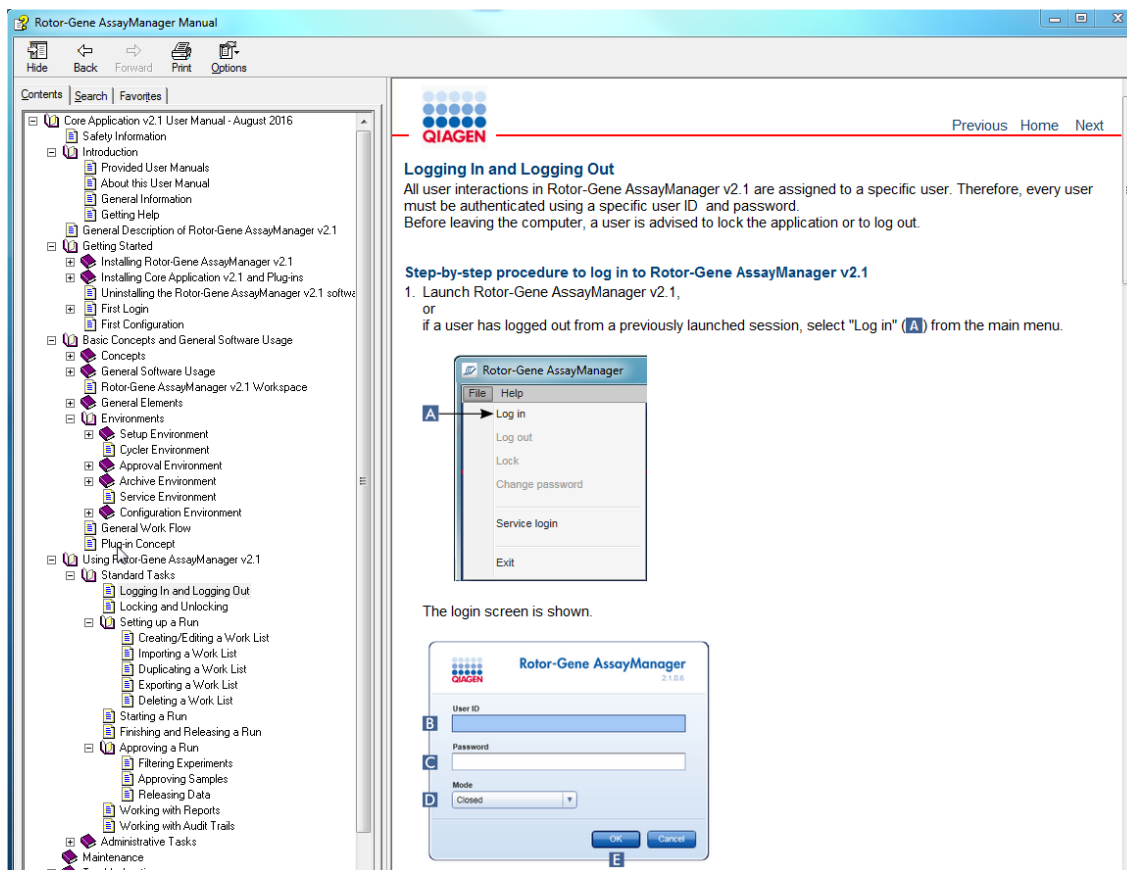 Rotor-Gene AssayManager Manual
Hide Back Forward Print Options
Contents Search Favorites
Core Application v2.1 User Manual - August 2016
Safety Information
Introduction
Provided User Manuals
About this User Manual
General Information
Getting Help
General Description of Rotor-Gene AssayManager v2.1
Getting Started
Installing Rotor-Gene AssayManager v2.1
Installing Core Application v2.1 and Plug-ins
Uninstalling the Rotor-Gene AssayManager v2.1 softwa
First Login
First Configuration
Basic Concepts and General Software Usage
Concepts
General Software Usage
Rotor-Gene AssayManager v2.1 Workspace
General Elements
Environments
Setup Environment
Cycler Environment
Approval Environment
Archive Environment
Service Environment
Configuration Environment
General Work Flow
Plug-in Concept
Using Rotor-Gene AssayManager v2.1
Standard Tasks
Logging In and Logging Out
Locking and Unlocking
Setting up a Run
Creating/Editing a Work List
Importing a Work List
Duplicating a Work List
Exporting a Work List
Deleting a Work List
Starting a Run
Finishing and Releasing a Run
Approving a Run
Filtering Experiments
Approving Samples
Releasing Data
Working with Reports
Working with Audit Trails
Administrative Tasks
Maintenance
QIAGEN
Previous Home Next
Logging In and Logging Out
All user interactions in Rotor-Gene AssayManager v2.1 are assigned to a specific user. Therefore, every user
must be authenticated using a specific user ID and password.
Before leaving the computer, a user is advised to lock the application or to log out.
Step-by-step procedure to log in to Rotor-Gene AssayManager v2.1
1. Launch Rotor-Gene AssayManager v2.1,
or
if a user has logged out from a previously launched session, select "Log in" (A) from the main menu.
Rotor-Gene AssayManager
File Help
A Log in
Log out
Lock
Change password
Service login
Exit
The login screen is shown.
QIAGEN Rotor-Gene AssayManager
2.1.0.6
User ID
B
Password
C
Mode
D Closed
OK Cancel
E